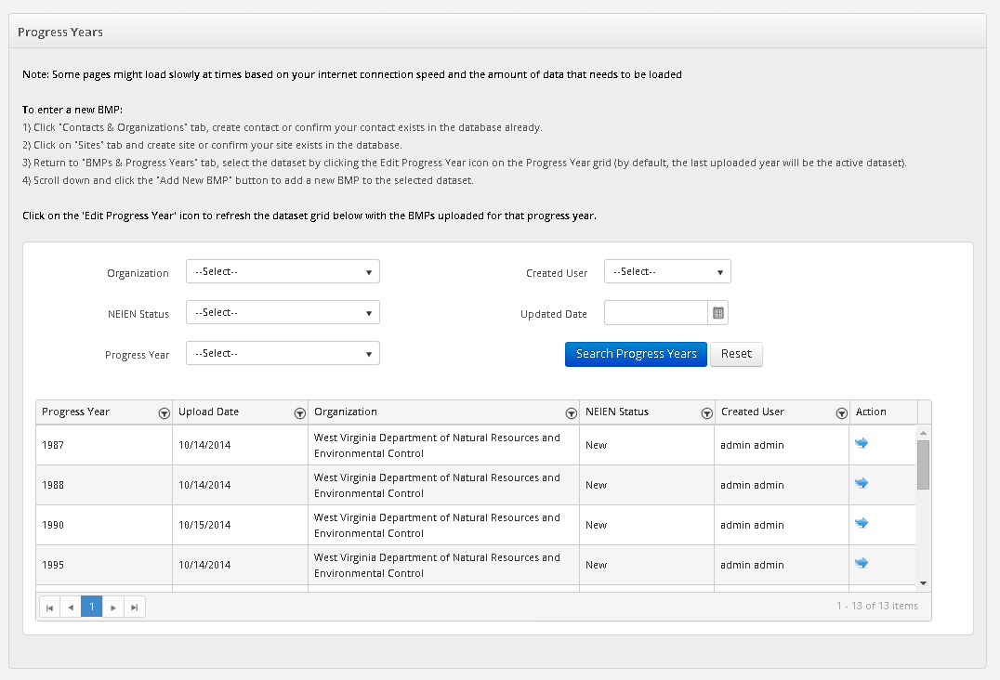 Progress Years
Note: Some pages might load slowly at times based on your internet connection speed and the amount of data that needs to be loaded
To enter a new BMP:
1) Click "Contacts & Organizations" tab, create contact or confirm your contact exists in the database already.
2) Click on "Sites" tab and create site or confirm your site exists in the database.
3) Return to "BMPs & Progress Years" tab, select the dataset by clicking the Edit Progress Year icon on the Progress Year grid (by default, the last uploaded year will be the active dataset).
4) Scroll down and click the "Add New BMP" button to add a new BMP to the selected dataset.
Click on the 'Edit Progress Year' icon to refresh the dataset grid below with the BMPs uploaded for that progress year.
Organization --Select-- Created User --Select--
NEIEN Status --Select-- Updated Date
Progress Year --Select-- Search Progress Years Reset
Progress Year Upload Date Organization NEIEN Status Created User Action
1987 10/14/2014 West Virginia Department of Natural Resources and
Environmental Control New admin admin
1988 10/14/2014 West Virginia Department of Natural Resources and
Environmental Control New admin admin
1990 10/15/2014 West Virginia Department of Natural Resources and
Environmental Control New admin admin
1995 10/14/2014 West Virginia Department of Natural Resources and
Environmental Control New admin admin
1 1 - 13 of 13 items